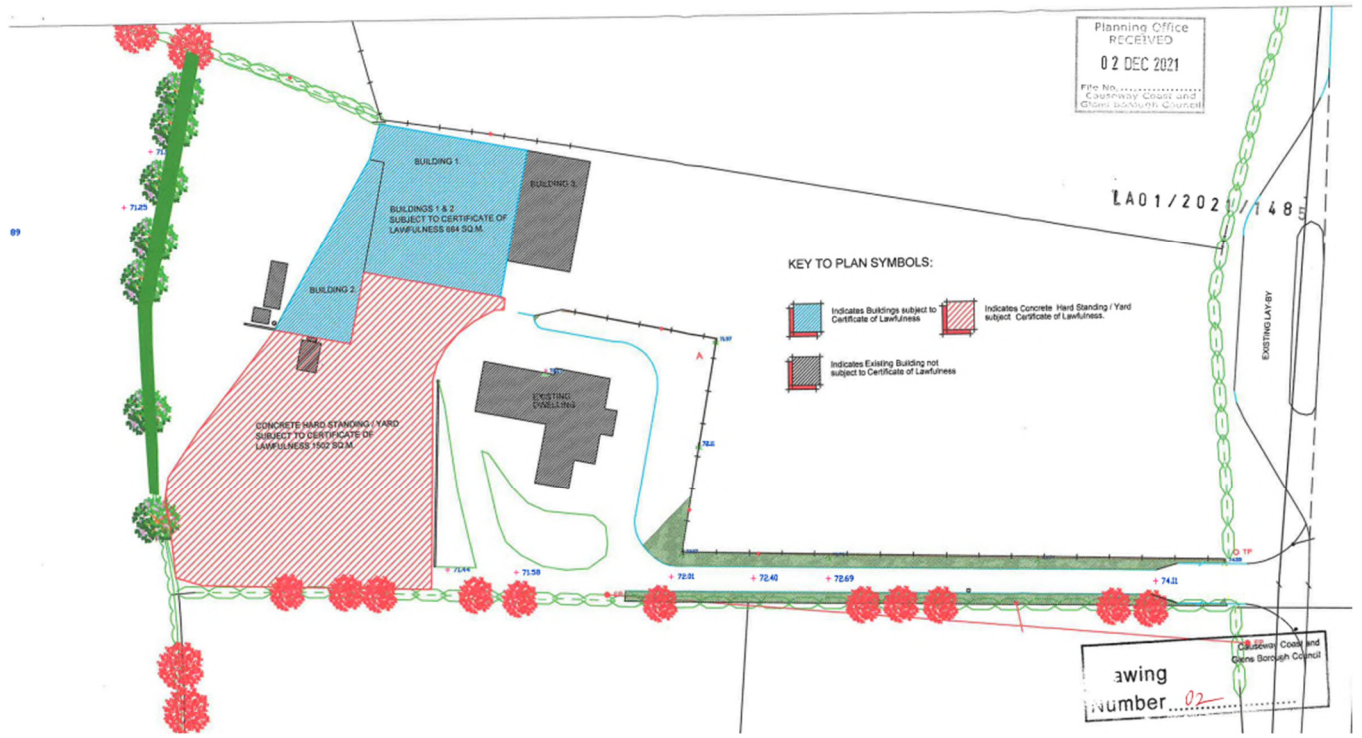 Planning Office
RECEIVED
02 DEC 2021
File No.
Causeway Coast and
Glens Borough Council
LA01/2021/148
BUILDING 1.
BUILDING 3.
BUILDINGS 1 & 2
SUBJECT TO CERTIFICATE OF
LAWFULNESS 684 SQ.M.
BUILDING 2
71.25
89
KEY TO PLAN SYMBOLS:
Indicates Buildings subject to
Certificate of Lawfulness
Indicates Concrete Hard Standing / Yard
subject Certificate of Lawfulness.
Indicates Existing Building not
subject to Certificate of Lawfulness
EXISTING LAY-BY
A
EXISTING
DWELLING
CONCRETE HARD STANDING / YARD
SUBJECT TO CERTIFICATE OF
LAWFULNESS 1502 SQ.M.
TP
71.44
71.58
72.01
72.40
72.69
74.11
EP
Causeway Coast and
Glens Borough Council
awing
Number 02